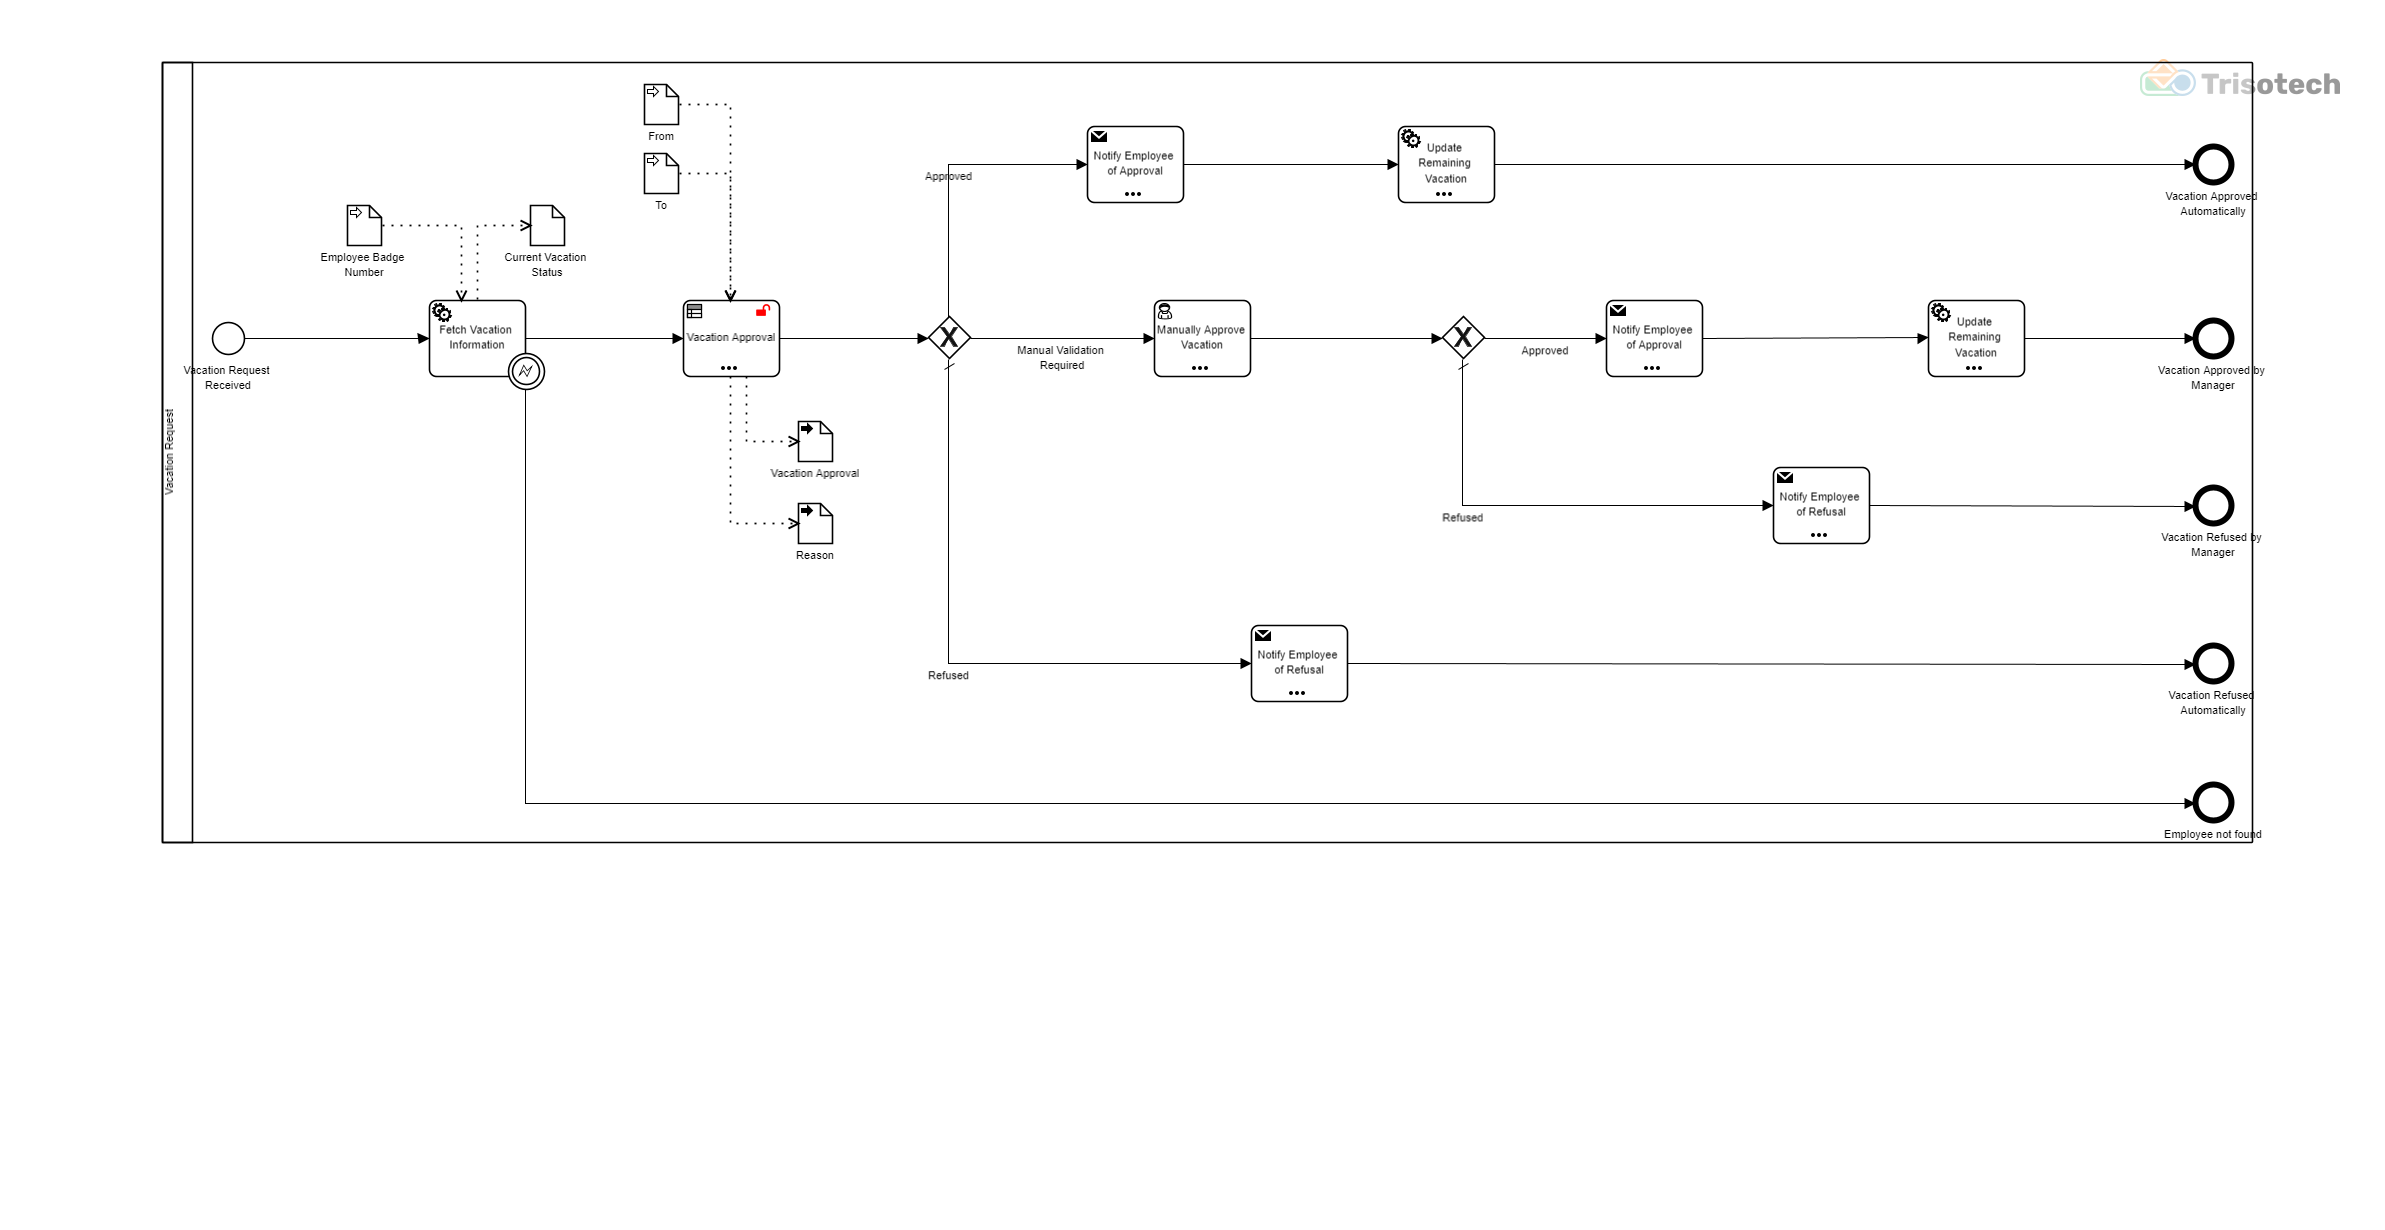 Trisotech
From
To
Approved
Notify Employee
of Approval
Update
Remaining
Vacation
Vacation Approved
Automatically
Employee Badge
Number
Current Vacation
Status
Vacation Request
Received
Fetch Vacation
Information
Vacation Approval
Manual Validation
Required
Manually Approve
Vacation
Approved
Notify Employee
of Approval
Update
Remaining
Vacation
Vacation Approved by
Manager
Vacation Request
Vacation Approval
Reason
Refused
Notify Employee
of Refusal
Vacation Refused by
Manager
Refused
Notify Employee
of Refusal
Vacation Refused
Automatically
Employee not found